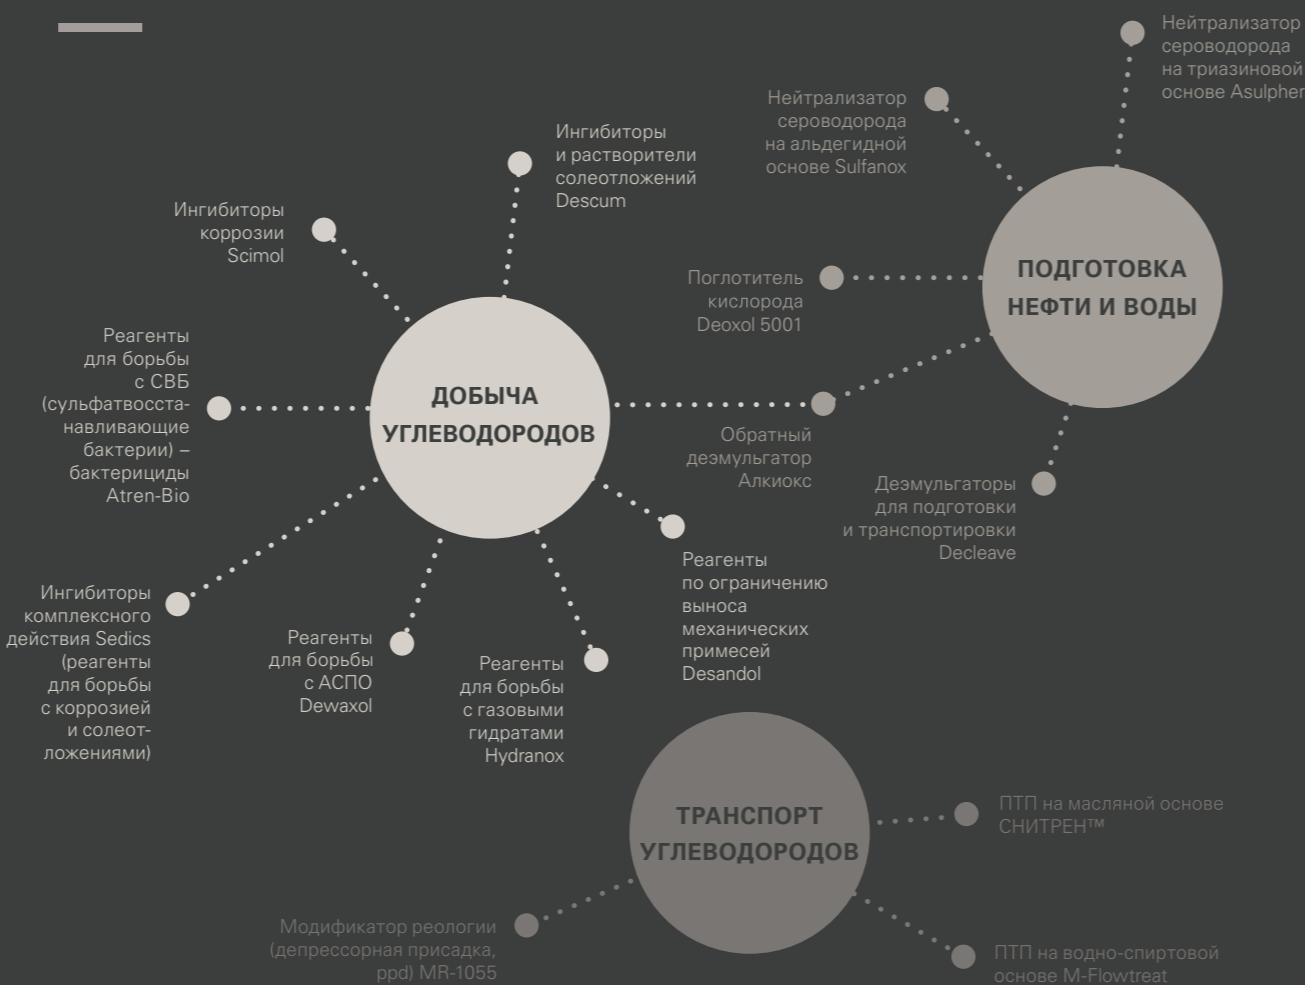 Нейтрализатор
сероводорода
на триазиновой
основе Asulpher
Нейтрализатор
сероводорода
на альдегидной
основе Sulfanox
Ингибиторы
и растворители
солеотложений
Descum
Ингибиторы
коррозии
Scimol
ПОДГОТОВКА
НЕФТИ И ВОДЫ
Поглотитель
кислорода
Deoxol 5001
Реагенты
для борьбы
с СВБ
(сульфатвосста-
навливающие
бактерии) –
бактерициды
Atren-Bio
ДОБЫЧА
УГЛЕВОДОРОДОВ
Обратный
деэмульгатор
Алкиокс
Деэмульгаторы
для подготовки
и транспортировки
Decleave
Реагенты
по ограничению
выноса
механических
примесей
Desandol
Ингибиторы
комплексного
действия Sedics
(реагенты
для борьбы
с коррозией
и солеот-
ложениями)
Реагенты
для борьбы
с АСПО
Dewaxol
Реагенты
для борьбы
с газовыми
гидратами
Hydranox
ТРАНСПОРТ
УГЛЕВОДОРОДОВ
ПТП на масляной основе
СНИТРЕН™
Модификатор реологии
(депрессорная присадка,
ppd) MR-1055
ПТП на водно-спиртовой
основе M-Flowtreat